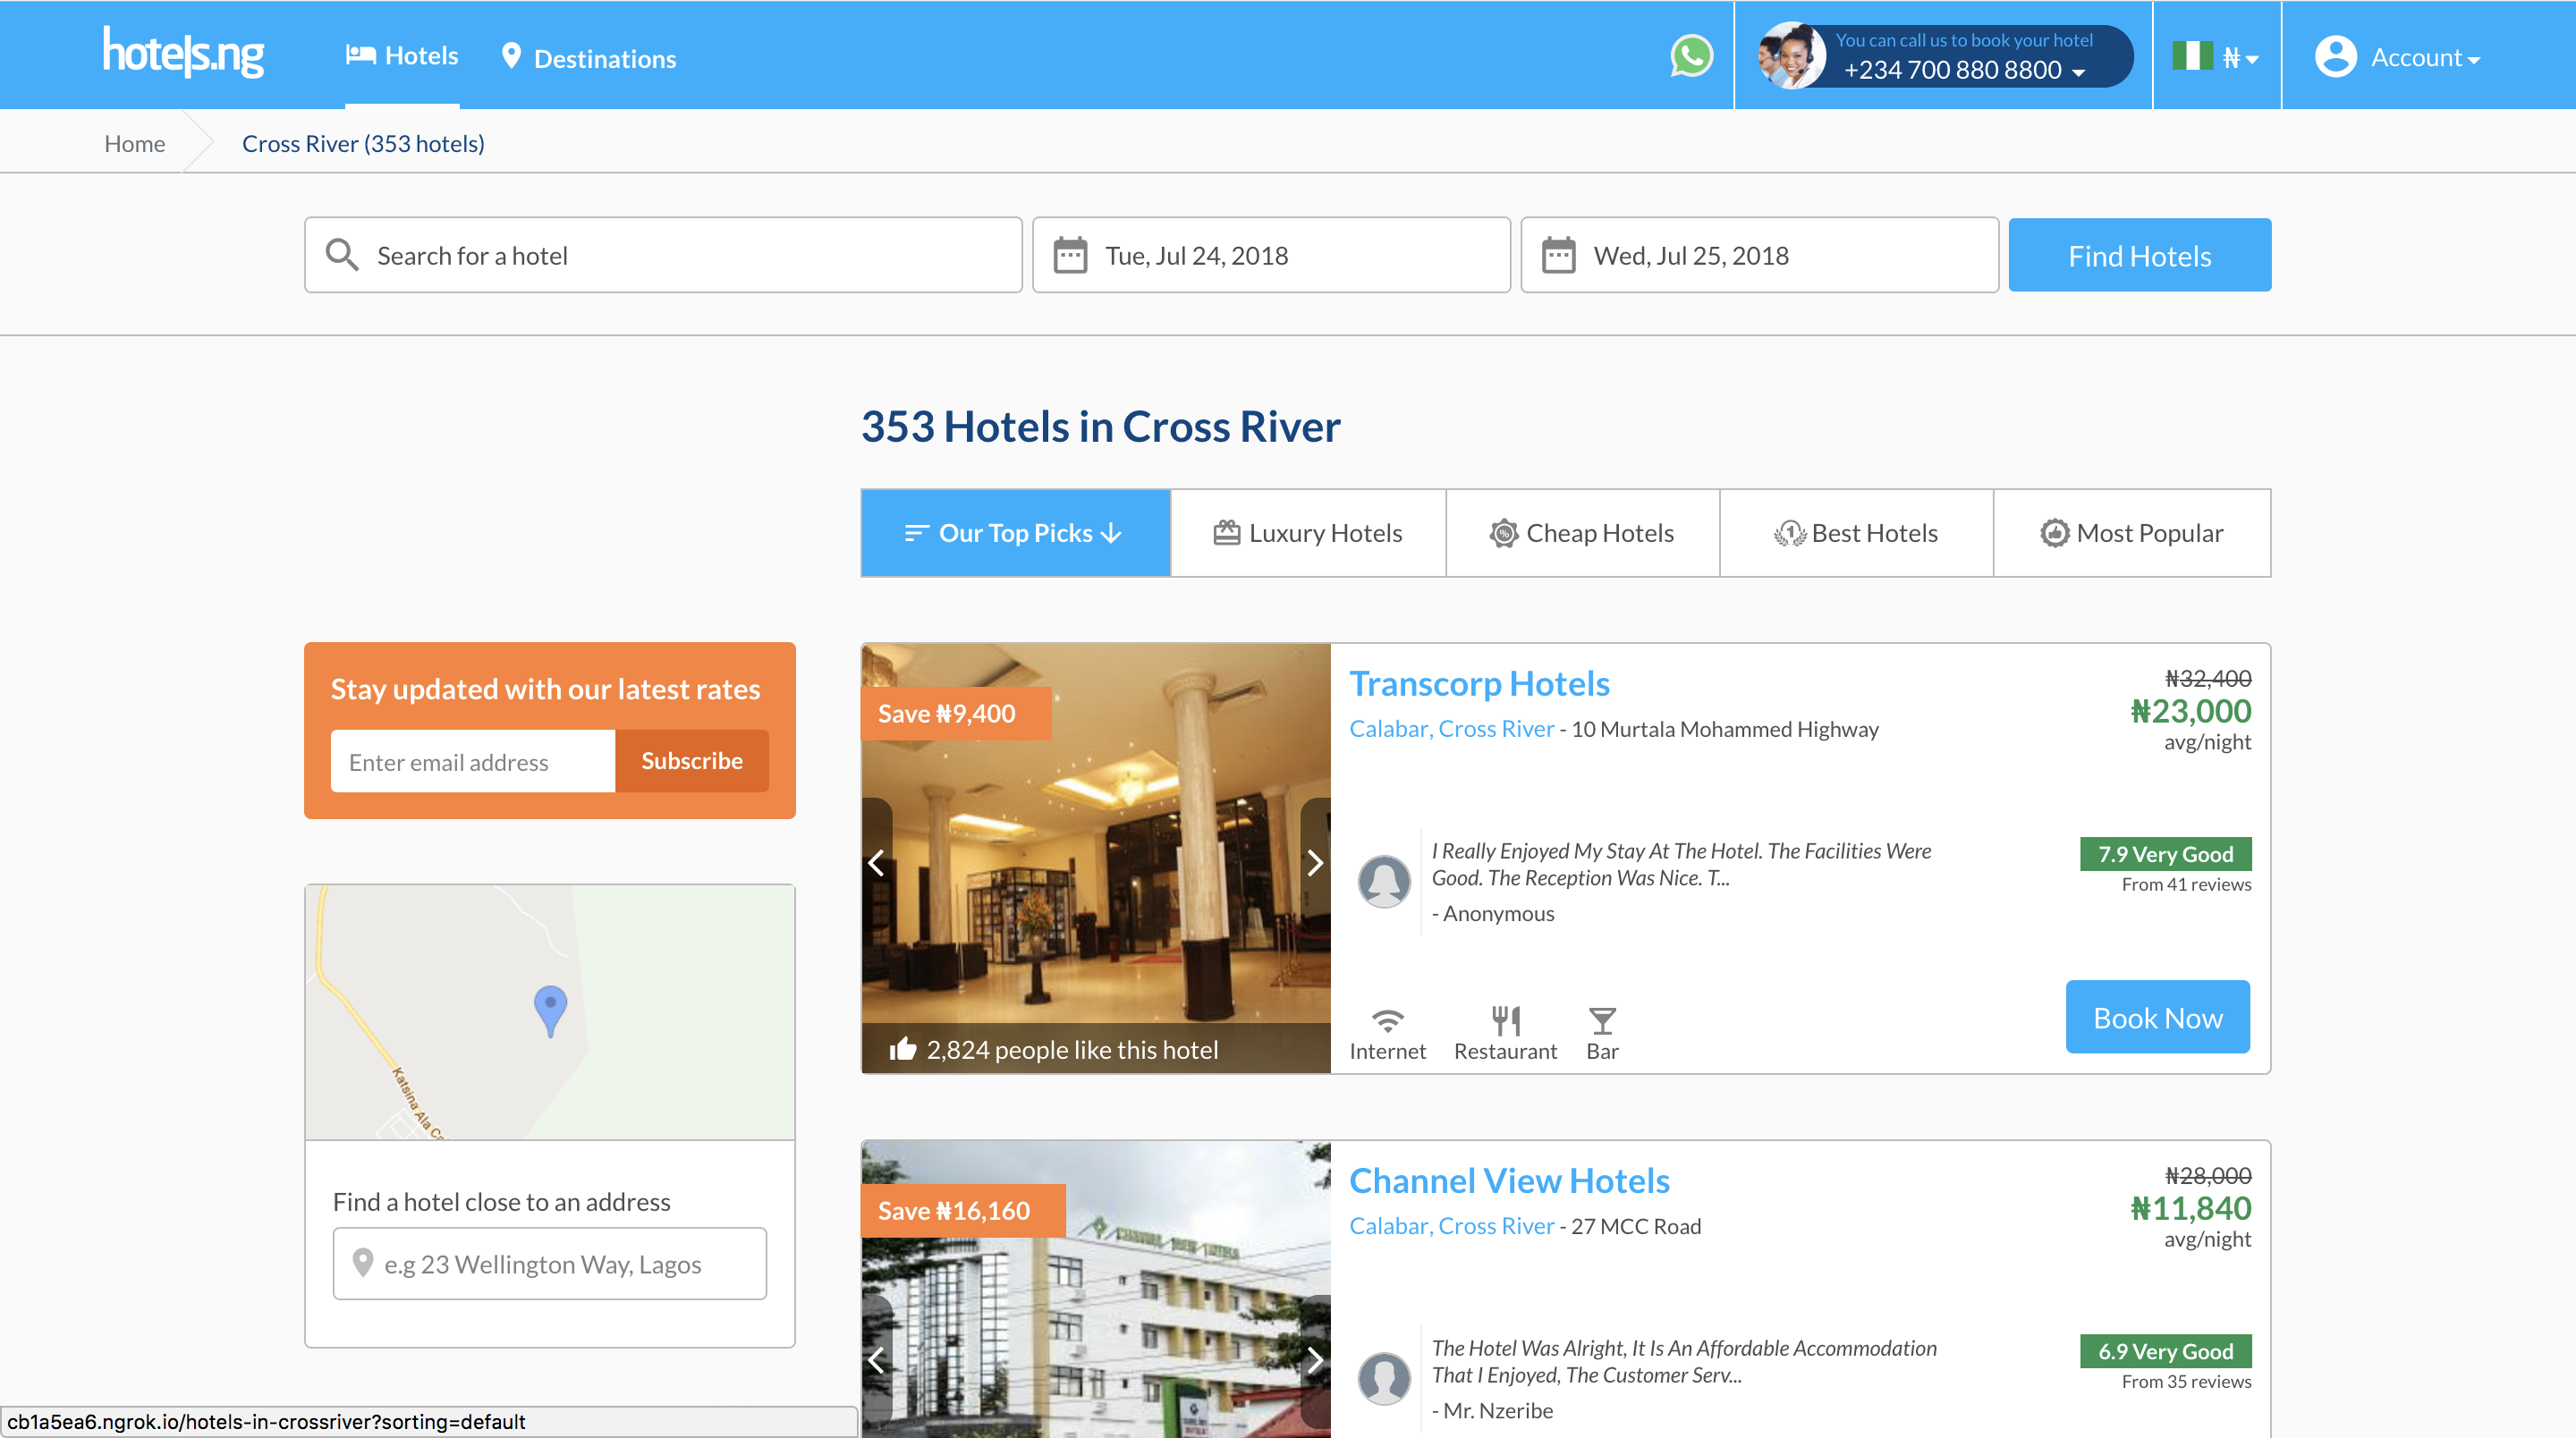 hotels.ng
Hotels
Destinations
You can call us to book your hotel
+234 700 880 8800
₦
Account
Home
Cross River (353 hotels)
Search for a hotel
Tue, Jul 24, 2018
Wed, Jul 25, 2018
Find Hotels
353 Hotels in Cross River
Our Top Picks
Luxury Hotels
Cheap Hotels
Best Hotels
Most Popular
Stay updated with our latest rates
Enter email address
Subscribe
Katsina Ala Ca
Find a hotel close to an address
e.g 23 Wellington Way, Lagos
Save ₦9,400
2,824 people like this hotel
Transcorp Hotels
Calabar, Cross River - 10 Murtala Mohammed Highway
₦32,400
₦23,000
avg/night
I Really Enjoyed My Stay At The Hotel. The Facilities Were
Good. The Reception Was Nice. T...
- Anonymous
7.9 Very Good
From 41 reviews
Internet
Restaurant
Bar
Book Now
Save ₦16,160
CHANNEL VIEW HOTELS
Channel View Hotels
Calabar, Cross River - 27 MCC Road
₦28,000
₦11,840
avg/night
The Hotel Was Alright, It Is An Affordable Accommodation
That I Enjoyed, The Customer Serv...
- Mr. Nzeribe
6.9 Very Good
From 35 reviews
cb1a5ea6.ngrok.io/hotels-in-crossriver?sorting=default